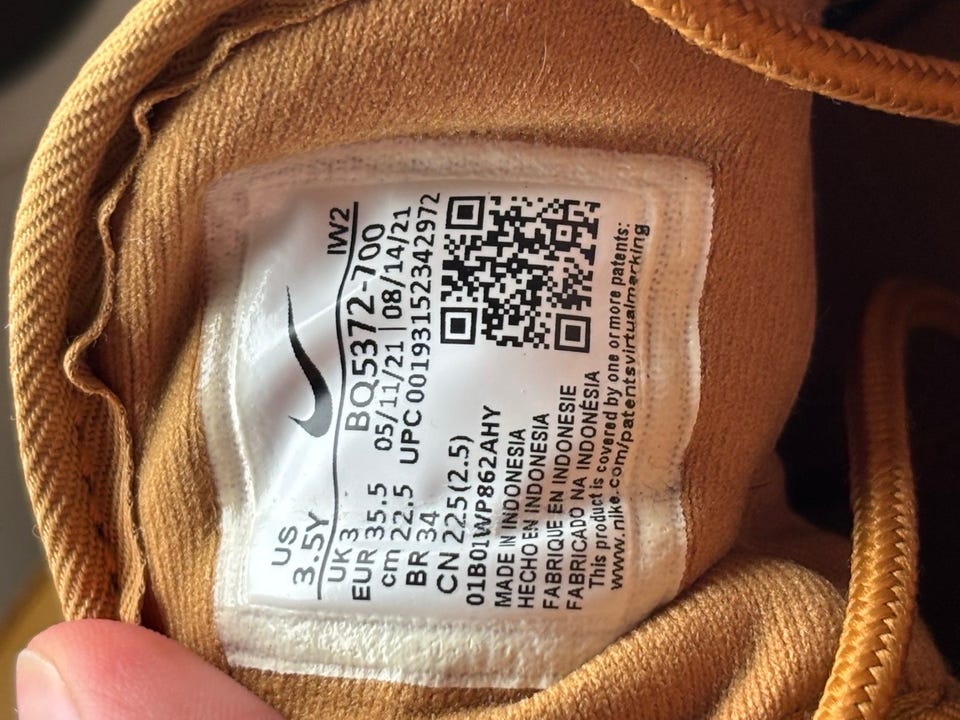 US
3.5Y
IW2
UK 3
BQ5372-700
EUR 35.5
05/11/21 | 08/14/21
cm 22.5
UPC 00193152342972
BR 34
CN 225(2.5)
01B01WP862AHY
MADE IN INDONESIA
HECHO EN INDONESIA
FABRIQUE EN INDONESIE
FABRICADO NA INDONÉSIA
This product is covered by one or more patents:
www.nike.com/patentsvirtualmarking